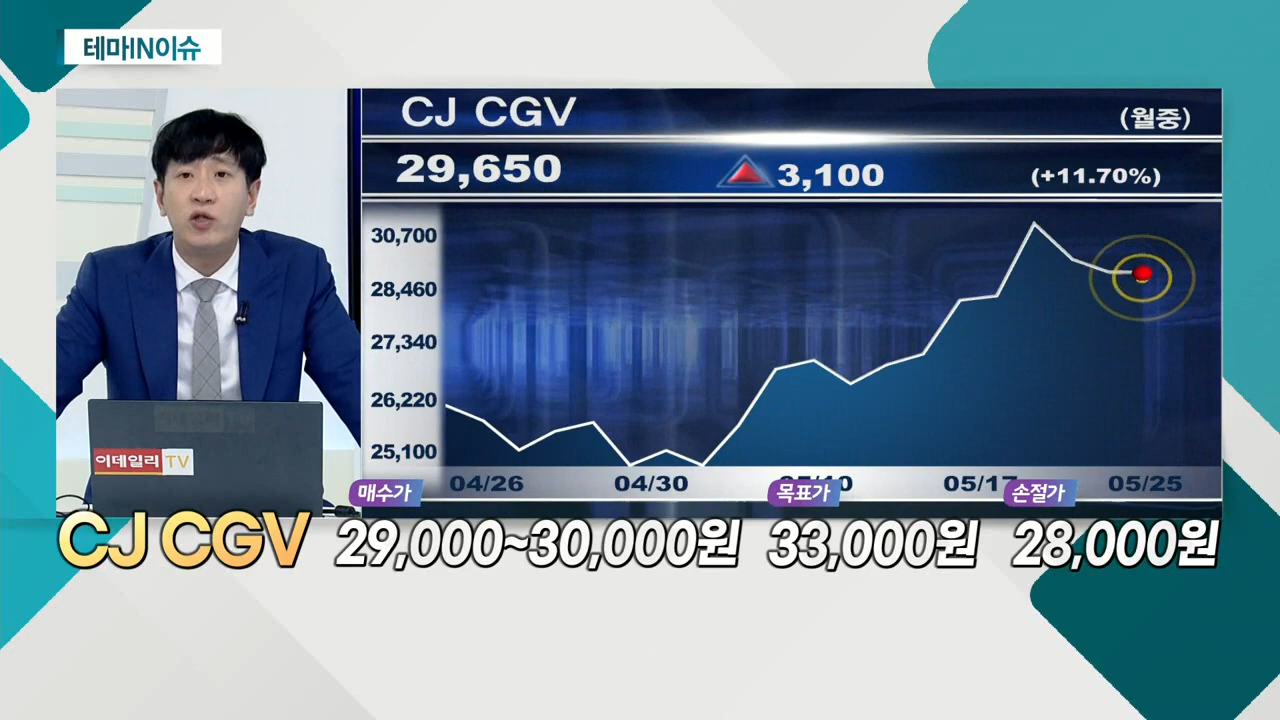 테마IN이슈
CJ CGV
(월중)
29,650
3,100
(+11.70%)
30,700
28,460
27,340
26,220
25,100
04/26
04/30
05/10
05/17
05/25
이데일리 TV
매수가
목표가
손절가
CJ CGV
29,000~30,000원
33,000원
28,000원